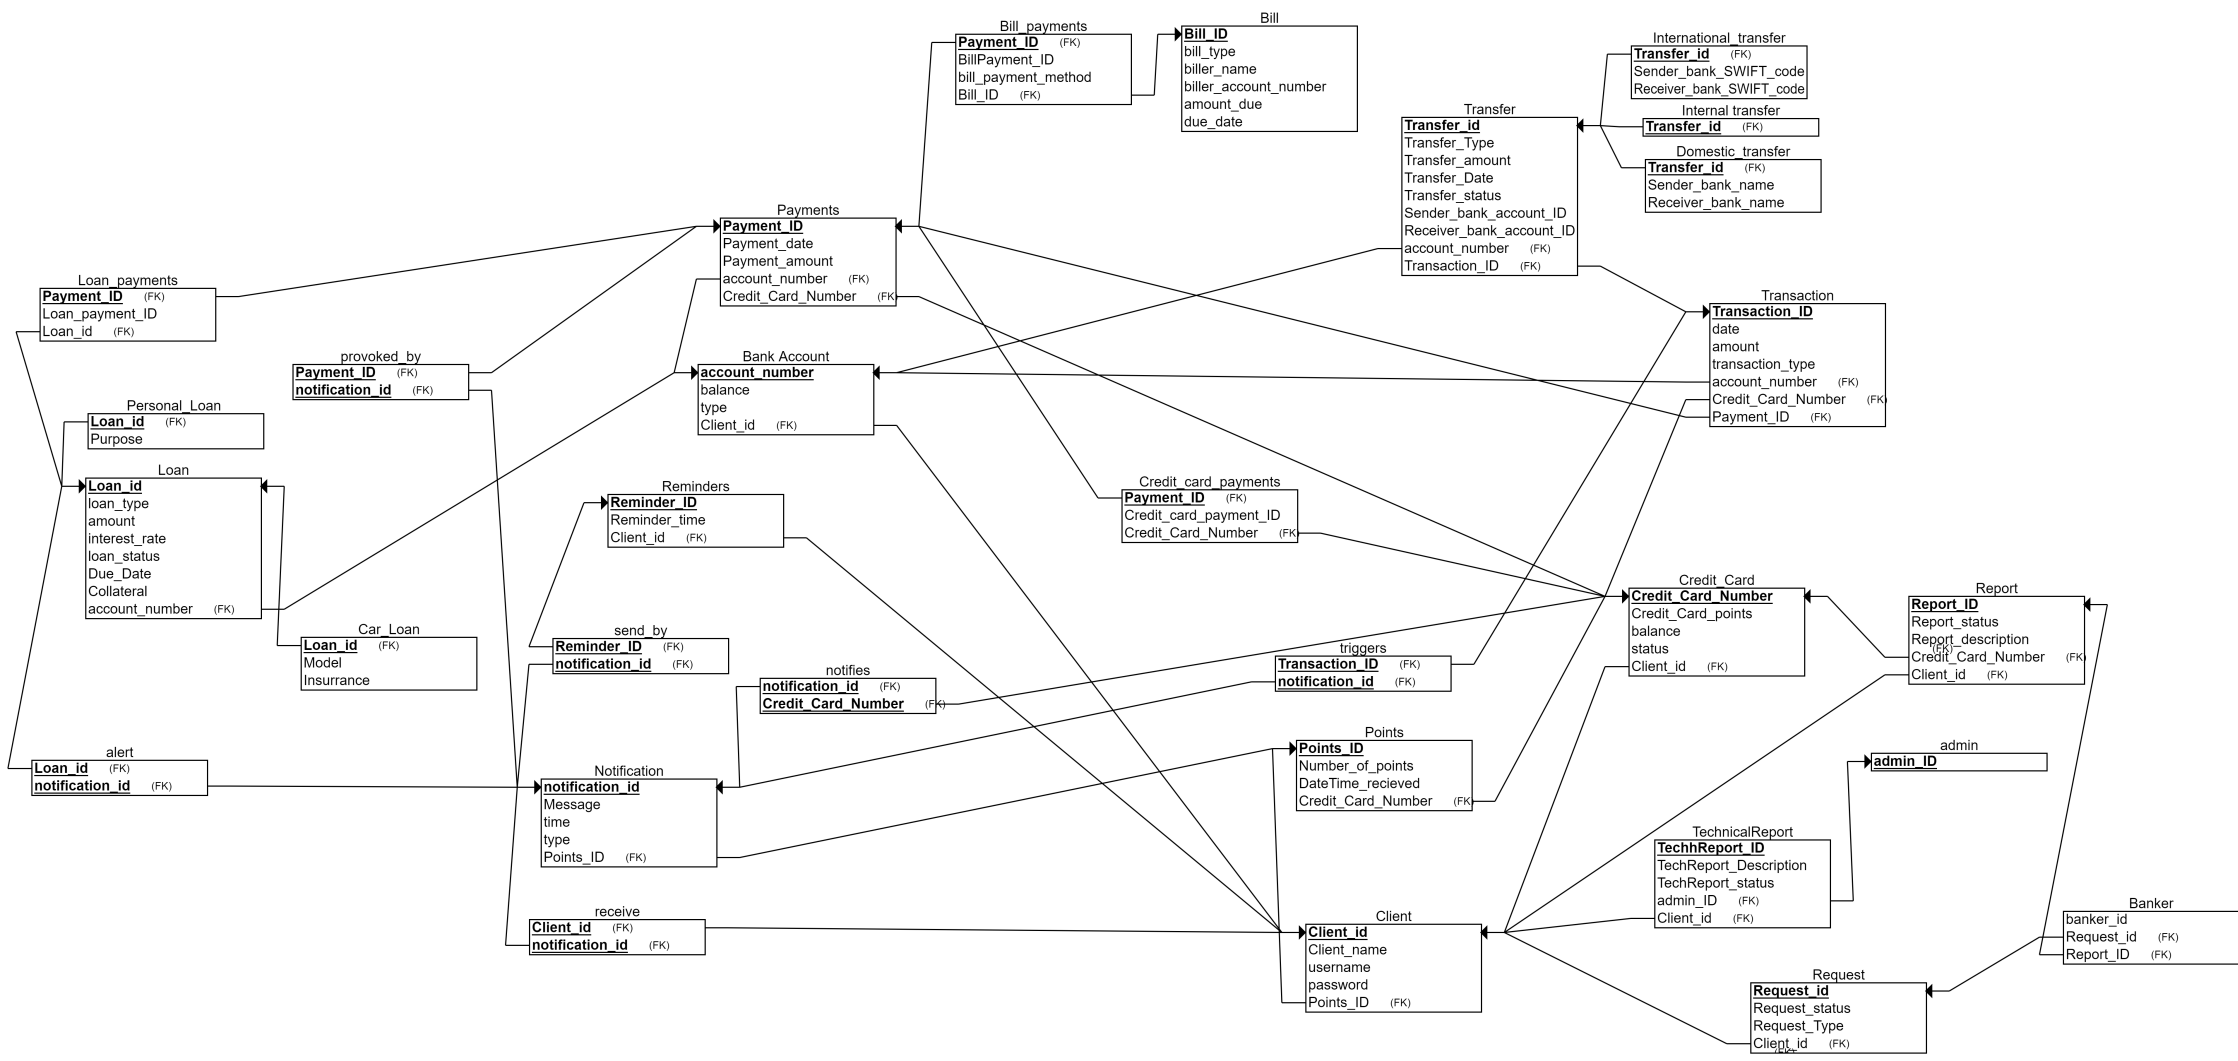 Bill_payments
Payment_ID (FK)
BillPayment_ID
bill_payment_method
Bill_ID (FK)
Bill
Bill_ID
bill_type
biller_name
biller_account_number
amount_due
due_date
International_transfer
Transfer_id (FK)
Sender_bank_SWIFT_code
Receiver_bank_SWIFT_code
Internal transfer
Transfer_id (FK)
Domestic_transfer
Transfer_id (FK)
Sender_bank_name
Receiver_bank_name
Transfer
Transfer_id
Transfer_Type
Transfer_amount
Transfer_Date
Transfer_status
Sender_bank_account_ID
Receiver_bank_account_ID
account_number (FK)
Transaction_ID (FK)
Payments
Payment_ID
Payment_date
Payment_amount
account_number (FK)
Credit_Card_Number (FK)
Loan_payments
Payment_ID (FK)
Loan_payment_ID
Loan_id (FK)
Transaction
Transaction_ID
date
amount
transaction_type
account_number (FK)
Credit_Card_Number (FK)
Payment_ID (FK)
provoked_by
Payment_ID (FK)
notification_id (FK)
Bank Account
account_number
balance
type
Client_id (FK)
Personal_Loan
Loan_id (FK)
Purpose
Loan
Loan_id
loan_type
amount
interest_rate
loan_status
Due_Date
Collateral
account_number (FK)
Reminders
Reminder_ID
Reminder_time
Client_id (FK)
Credit_card_payments
Payment_ID (FK)
Credit_card_payment_ID
Credit_Card_Number (FK)
Credit_Card
Credit_Card_Number
Credit_Card_points
balance
status
Client_id (FK)
Report
Report_ID
Report_status
Report_description
(FK)
Credit_Card_Number (FK)
Client_id (FK)
Car_Loan
Loan_id (FK)
Model
Insurrance
send_by
Reminder_ID (FK)
notification_id (FK)
notifies
notification_id (FK)
Credit_Card_Number (FK)
triggers
Transaction_ID (FK)
notification_id (FK)
alert
Loan_id (FK)
notification_id (FK)
Notification
notification_id
Message
time
type
Points_ID (FK)
Points
Points_ID
Number_of_points
DateTime_recieved
Credit_Card_Number (FK)
admin
admin_ID
TechnicalReport
TechhReport_ID
TechReport_Description
TechReport_status
admin_ID (FK)
Client_id (FK)
receive
Client_id (FK)
notification_id (FK)
Client
Client_id
Client_name
username
password
Points_ID (FK)
Banker
banker_id
Request_id (FK)
Report_ID (FK)
Request
Request_id
Request_status
Request_Type
Client_id (FK)
(FK)